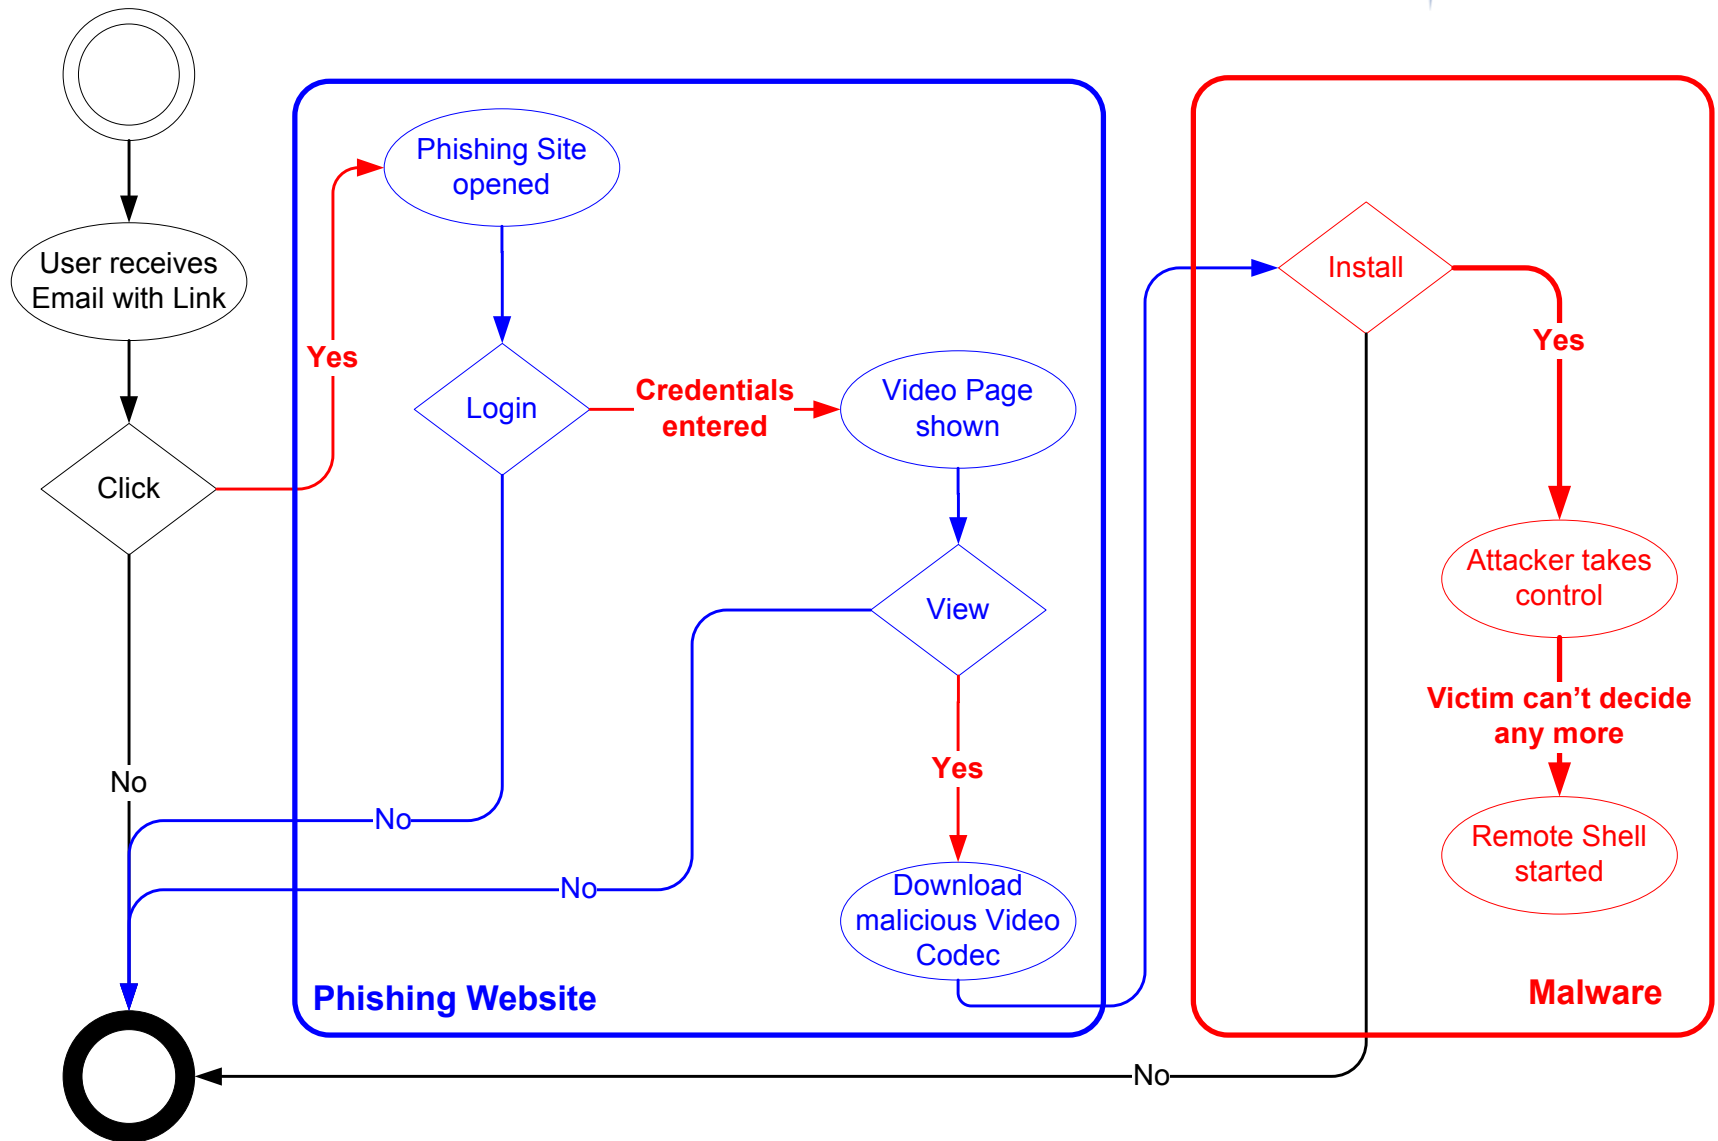 User receives
Email with Link
Click
No
Yes
Phishing Site
opened
Login
Credentials
entered
No
Video Page
shown
View
No
Yes
Download
malicious Video
Codec
Phishing Website
Install
Yes
Attacker takes
control
Victim can't decide
any more
Remote Shell
started
Malware
No